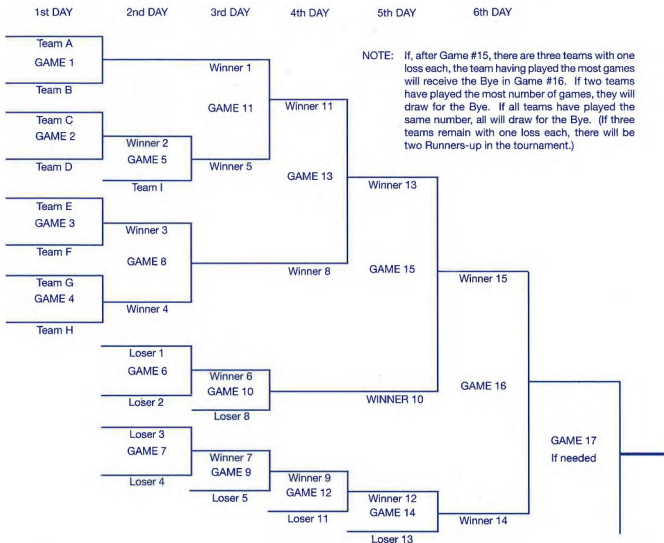 1st DAY 2nd DAY 3rd DAY 4th DAY 5th DAY 6th DAY
NOTE: If, after Game #15, there are three teams with one
loss each, the team having played the most games
will receive the Bye in Game #16. If two teams
have played the most number of games, they will
draw for the Bye. If all teams have played the
same number, all will draw for the Bye. (If three
teams remain with one loss each, there will be
two Runners-up in the tournament.)
Team A
GAME 1
Team B
Winner 1
GAME 11
Winner 11
Team C
GAME 2
Team D
Winner 2
GAME 5
Team I
Winner 5
GAME 13
Winner 13
Team E
GAME 3
Team F
Winner 3
GAME 8
Winner 8
GAME 15
Winner 15
Team G
GAME 4
Team H
Winner 4
Loser 1
GAME 6
Loser 2
Winner 6
GAME 10
Loser 8
WINNER 10
GAME 16
Loser 3
GAME 7
Loser 4
Winner 7
GAME 9
Loser 5
Winner 9
GAME 12
Loser 11
Winner 12
GAME 14
Loser 13
Winner 14
GAME 17
If needed